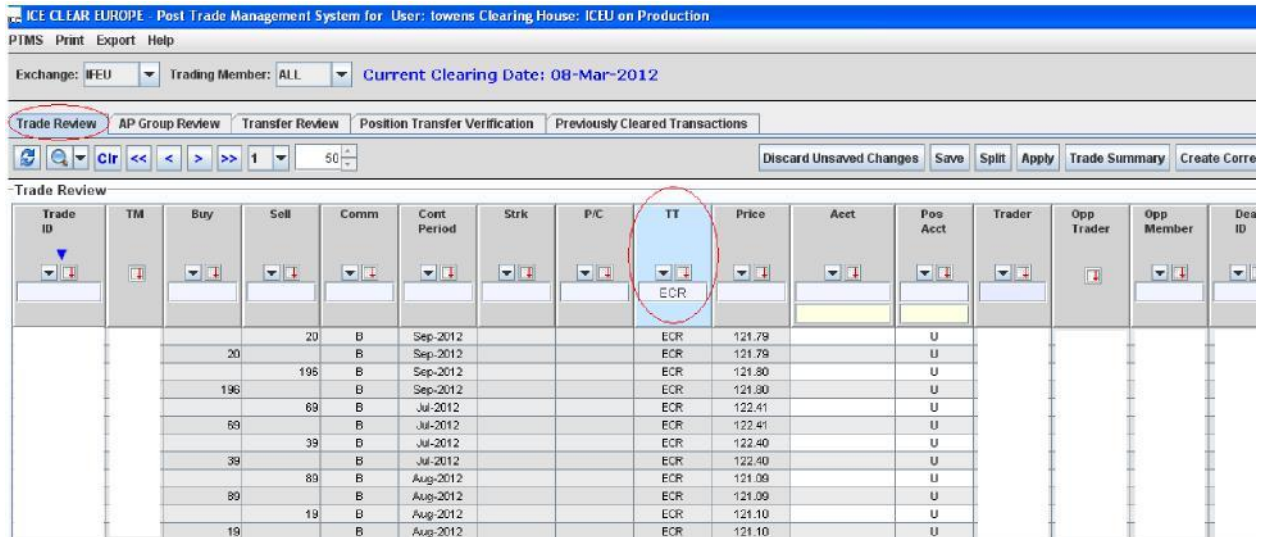 ICE CLEAR EUROPE - Post Trade Management System for User: towens Clearing House: ICEU on Production
PTMS Print Export Help
Exchange: IFEU Trading Member: ALL Current Clearing Date: 08-Mar-2012
Trade Review AP Group Review Transfer Review Position Transfer Verification Previously Cleared Transactions
Clr << < > >> 1 50 Discard Unsaved Changes Save Split Apply Trade Summary Create Corre
Trade Review
Trade ID TM Buy Sell Comm Cont Period Strk P/C TT Price Acct Pos Acct Trader Opp Trader Opp Member Dea ID
ECR
20 B Sep-2012 ECR 121.79 U
20 B Sep-2012 ECR 121.79 U
196 B Sep-2012 ECR 121.80 U
196 B Sep-2012 ECR 121.80 U
69 B Jul-2012 ECR 122.41 U
69 B Jul-2012 ECR 122.41 U
39 B Jul-2012 ECR 122.40 U
39 B Jul-2012 ECR 122.40 U
89 B Aug-2012 ECR 121.09 U
89 B Aug-2012 ECR 121.09 U
19 B Aug-2012 ECR 121.10 U
19 B Aug-2012 ECR 121.10 U